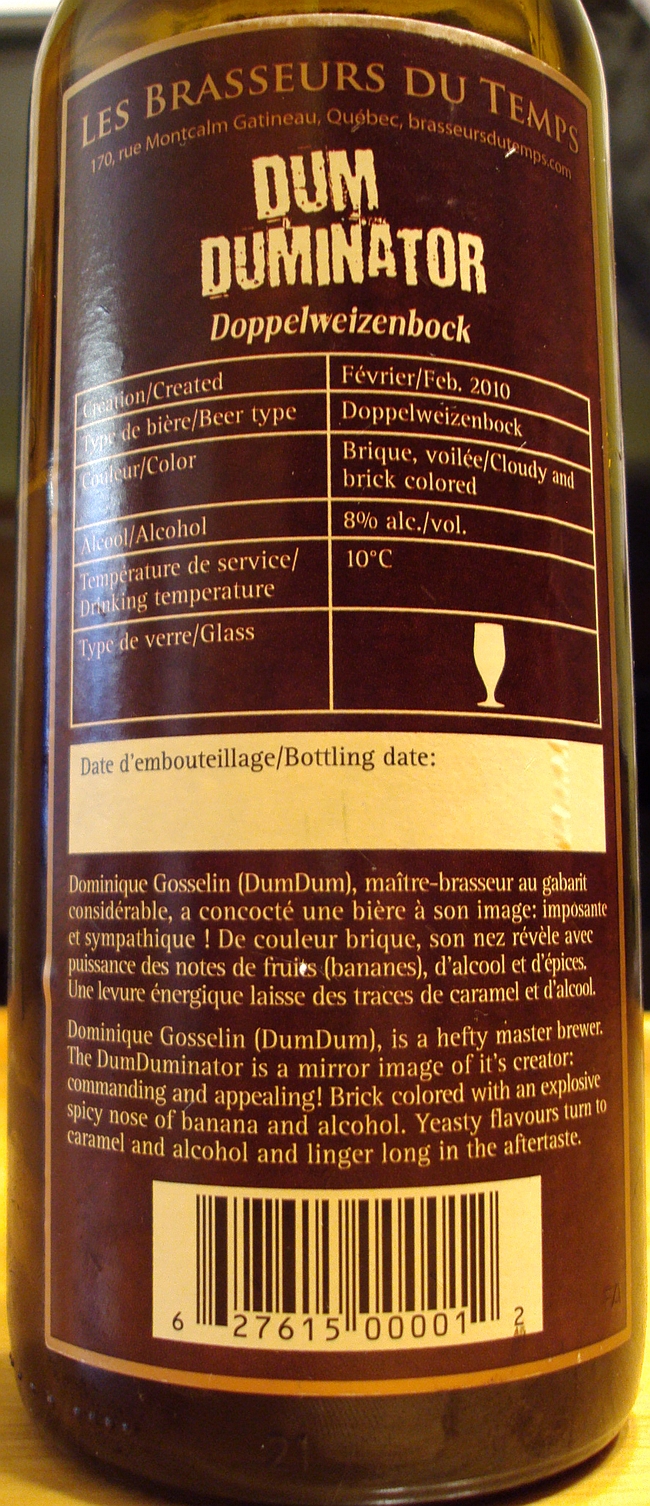 LES BRASSEURS DU TEMPS
170, rue Montcalm Gatineau, Québec, brasseursdutemps.com
DUM
DUMINATOR
Doppelweizenbock
Création/Created Février/Feb. 2010
Type de bière/Beer type Doppelweizenbock
Couleur/Color Brique, voilée/Cloudy and
brick colored
Alcool/Alcohol 8% alc./vol.
Température de service/ 10°C
Drinking temperature
Type de verre/Glass
Date d'embouteillage/Bottling date:
Dominique Gosselin (DumDum), maître-brasseur au gabarit
considérable, a concocté une bière à son image: imposante
et sympathique ! De couleur brique, son nez révèle avec
puissance des notes de fruits (bananes), d'alcool et d'épices.
Une levure énergique laisse des traces de caramel et d'alcool.
Dominique Gosselin (DumDum), is a hefty master brewer.
The DumDuminator is a mirror image of it's creator:
commanding and appealing! Brick colored with an explosive
spicy nose of banana and alcohol. Yeasty flavours turn to
caramel and alcohol and linger long in the aftertaste.
6 27615 00001 2